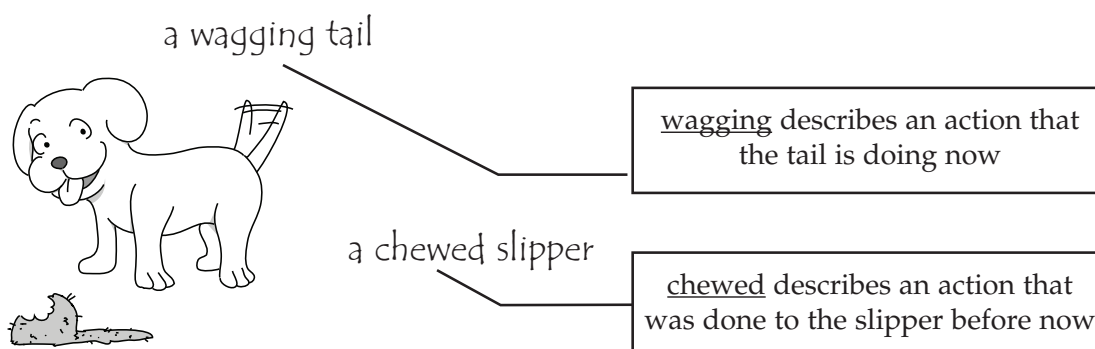 a wagging tail
wagging describes an action that
the tail is doing now
a chewed slipper
chewed describes an action that
was done to the slipper before now